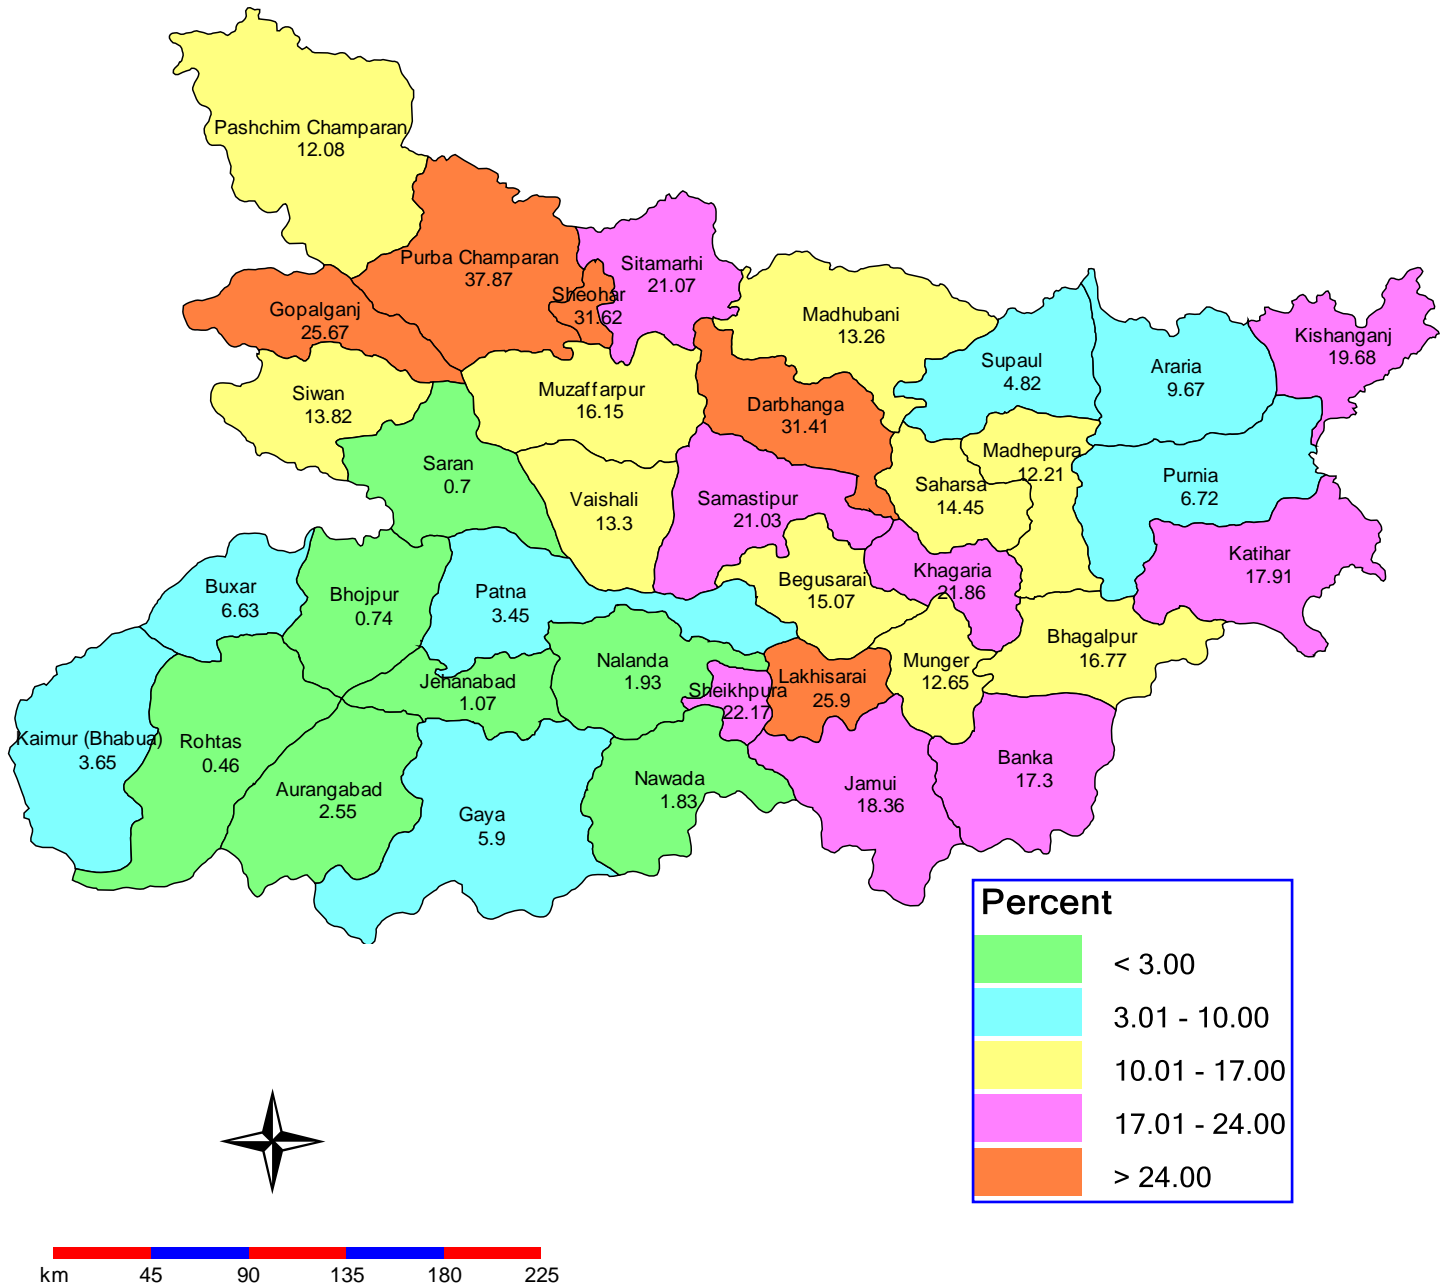 Pashchim Champaran
12.08
Purba Champaran
37.87
Sitamarhi
21.07
Sheohar
31.62
Gopalganj
25.67
Madhubani
13.26
Kishanganj
19.68
Supaul
4.82
Araria
9.67
Siwan
13.82
Muzaffarpur
16.15
Darbhanga
31.41
Madhepura
12.21
Saran
0.7
Vaishali
13.3
Samastipur
21.03
Saharsa
14.45
Purnia
6.72
Katihar
17.91
Buxar
6.63
Bhojpur
0.74
Patna
3.45
Begusarai
15.07
Khagaria
21.86
Bhagalpur
16.77
Jehanabad
1.07
Nalanda
1.93
Sheikhpura
22.17
Lakhisarai
25.9
Munger
12.65
Kaimur (Bhabua)
3.65
Rohtas
0.46
Aurangabad
2.55
Gaya
5.9
Nawada
1.83
Jamui
18.36
Banka
17.3
Percent
< 3.00
3.01 - 10.00
10.01 - 17.00
17.01 - 24.00
> 24.00
km 45 90 135 180 225